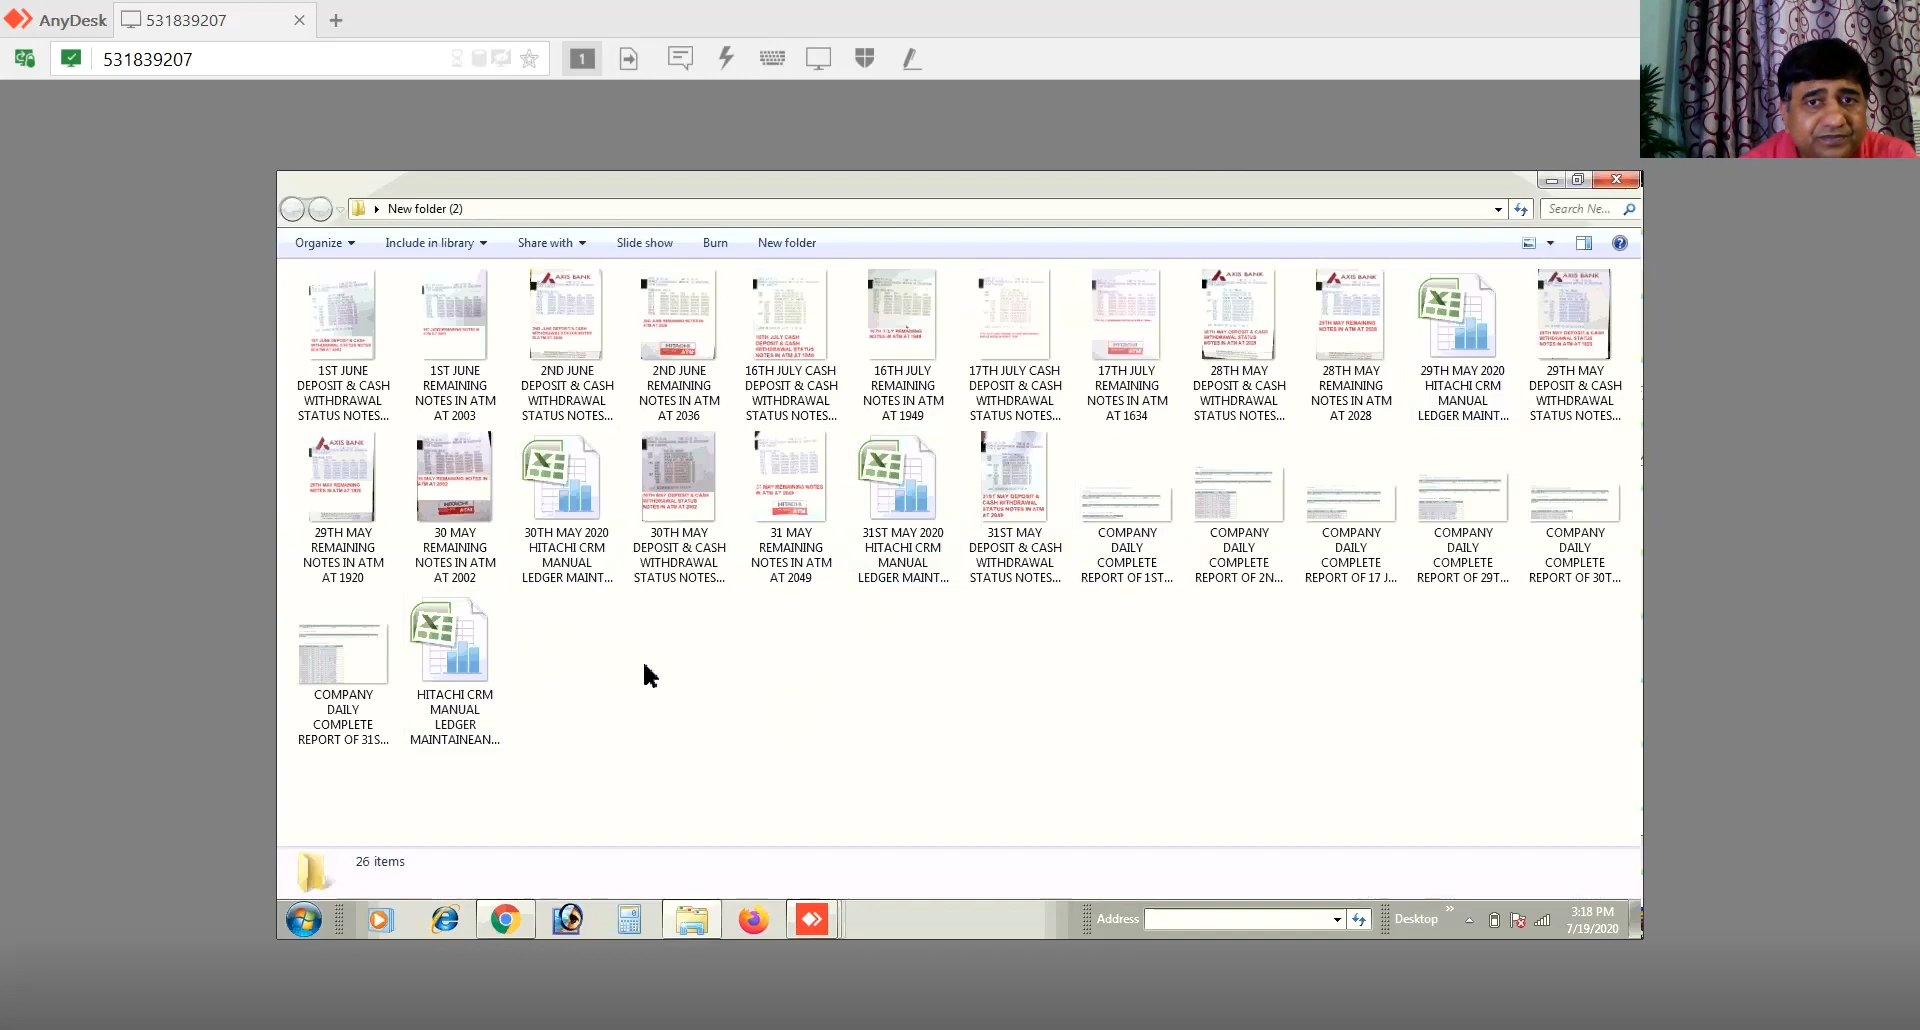 AnyDesk
531839207
531839207
1
New folder (2)
Search Ne...
Organize
Include in library
Share with
Slide show
Burn
New folder
1ST JUNE
DEPOSIT & CASH
WITHDRAWAL
STATUS NOTES...
1ST JUNE
REMAINING
NOTES IN ATM
AT 2003
2ND JUNE
DEPOSIT & CASH
WITHDRAWAL
STATUS NOTES...
2ND JUNE
REMAINING
NOTES IN ATM
AT 2036
16TH JULY CASH
DEPOSIT & CASH
WITHDRAWAL
STATUS NOTES...
16TH JULY
REMAINING
NOTES IN ATM
AT 1949
17TH JULY CASH
DEPOSIT & CASH
WITHDRAWAL
STATUS NOTES...
17TH JULY
REMAINING
NOTES IN ATM
AT 1634
AXIS BANK
28TH MAY
DEPOSIT & CASH
WITHDRAWAL
STATUS NOTES...
AXIS BANK
28TH MAY
REMAINING
NOTES IN ATM
AT 2028
29TH MAY 2020
HITACHI CRM
MANUAL
LEDGER MAINT...
AXIS BANK
29TH MAY
DEPOSIT & CASH
WITHDRAWAL
STATUS NOTES...
AXIS BANK
29TH MAY
REMAINING
NOTES IN ATM
AT 1920
30 MAY
REMAINING
NOTES IN ATM
AT 2002
30TH MAY 2020
HITACHI CRM
MANUAL
LEDGER MAINT...
30TH MAY
DEPOSIT & CASH
WITHDRAWAL
STATUS NOTES...
31 MAY
REMAINING
NOTES IN ATM
AT 2049
31ST MAY 2020
HITACHI CRM
MANUAL
LEDGER MAINT...
31ST MAY
DEPOSIT & CASH
WITHDRAWAL
STATUS NOTES...
COMPANY
DAILY
COMPLETE
REPORT OF 1ST...
COMPANY
DAILY
COMPLETE
REPORT OF 2N...
COMPANY
DAILY
COMPLETE
REPORT OF 17 J...
COMPANY
DAILY
COMPLETE
REPORT OF 29T...
COMPANY
DAILY
COMPLETE
REPORT OF 30T...
COMPANY
DAILY
COMPLETE
REPORT OF 31S...
HITACHI CRM
MANUAL
LEDGER
MAINTAINEAN...
26 items
Address
Desktop
3:18 PM
7/19/2020